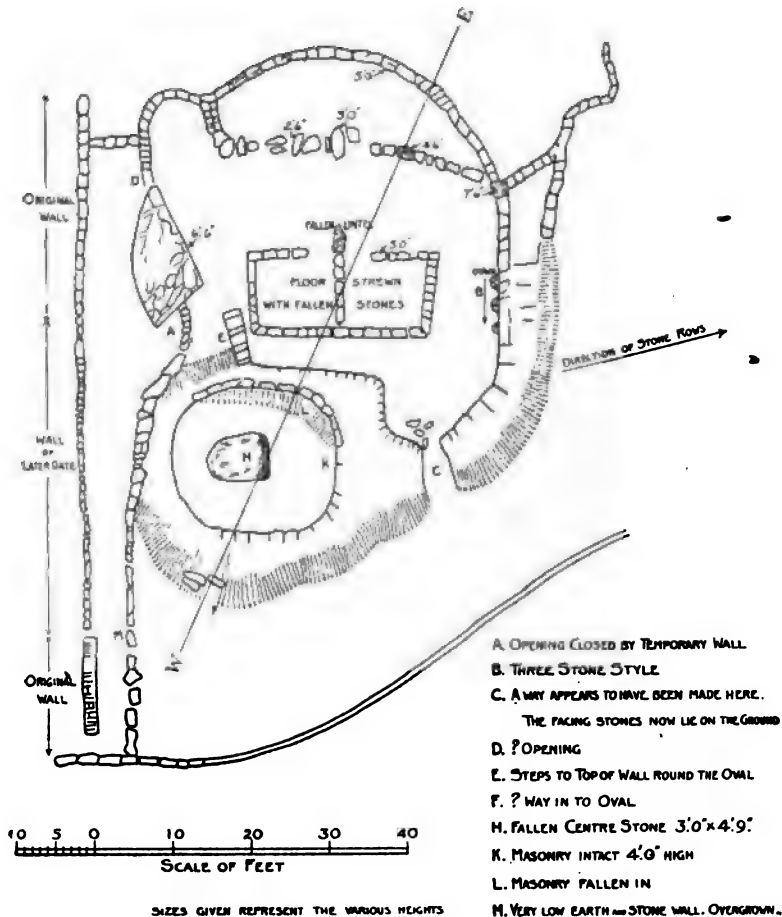 E
5'0"
3'0"
2'6"
3'6"
7'6"
D
ORIGINAL
WALL
6'6"
FALLEN LINTEL
3'0"
FLOOR STREWN
WITH FALLEN STONES
B
A
E
DIRECTION OF STONE ROWS
L
WALL
OF
LATER DATE
H
K
C
F
M
W
ORIGINAL
WALL
A. OPENING CLOSED BY TEMPORARY WALL
B. THREE STONE STYLE
C. A WAY APPEARS TO HAVE BEEN MADE HERE.
THE FACING STONES NOW LIE ON THE GROUND
D. ? OPENING
E. STEPS TO TOP OF WALL ROUND THE OVAL
F. ? WAY IN TO OVAL
H. FALLEN CENTRE STONE 3'.0" × 4'.9"
K. MASONRY INTACT 4'.0" HIGH
L. MASONRY FALLEN IN
M. VERY LOW EARTH AND STONE WALL. OVERGROWN.
10 5 0 10 20 30 40
SCALE OF FEET
SIZES GIVEN REPRESENT THE VARIOUS HEIGHTS